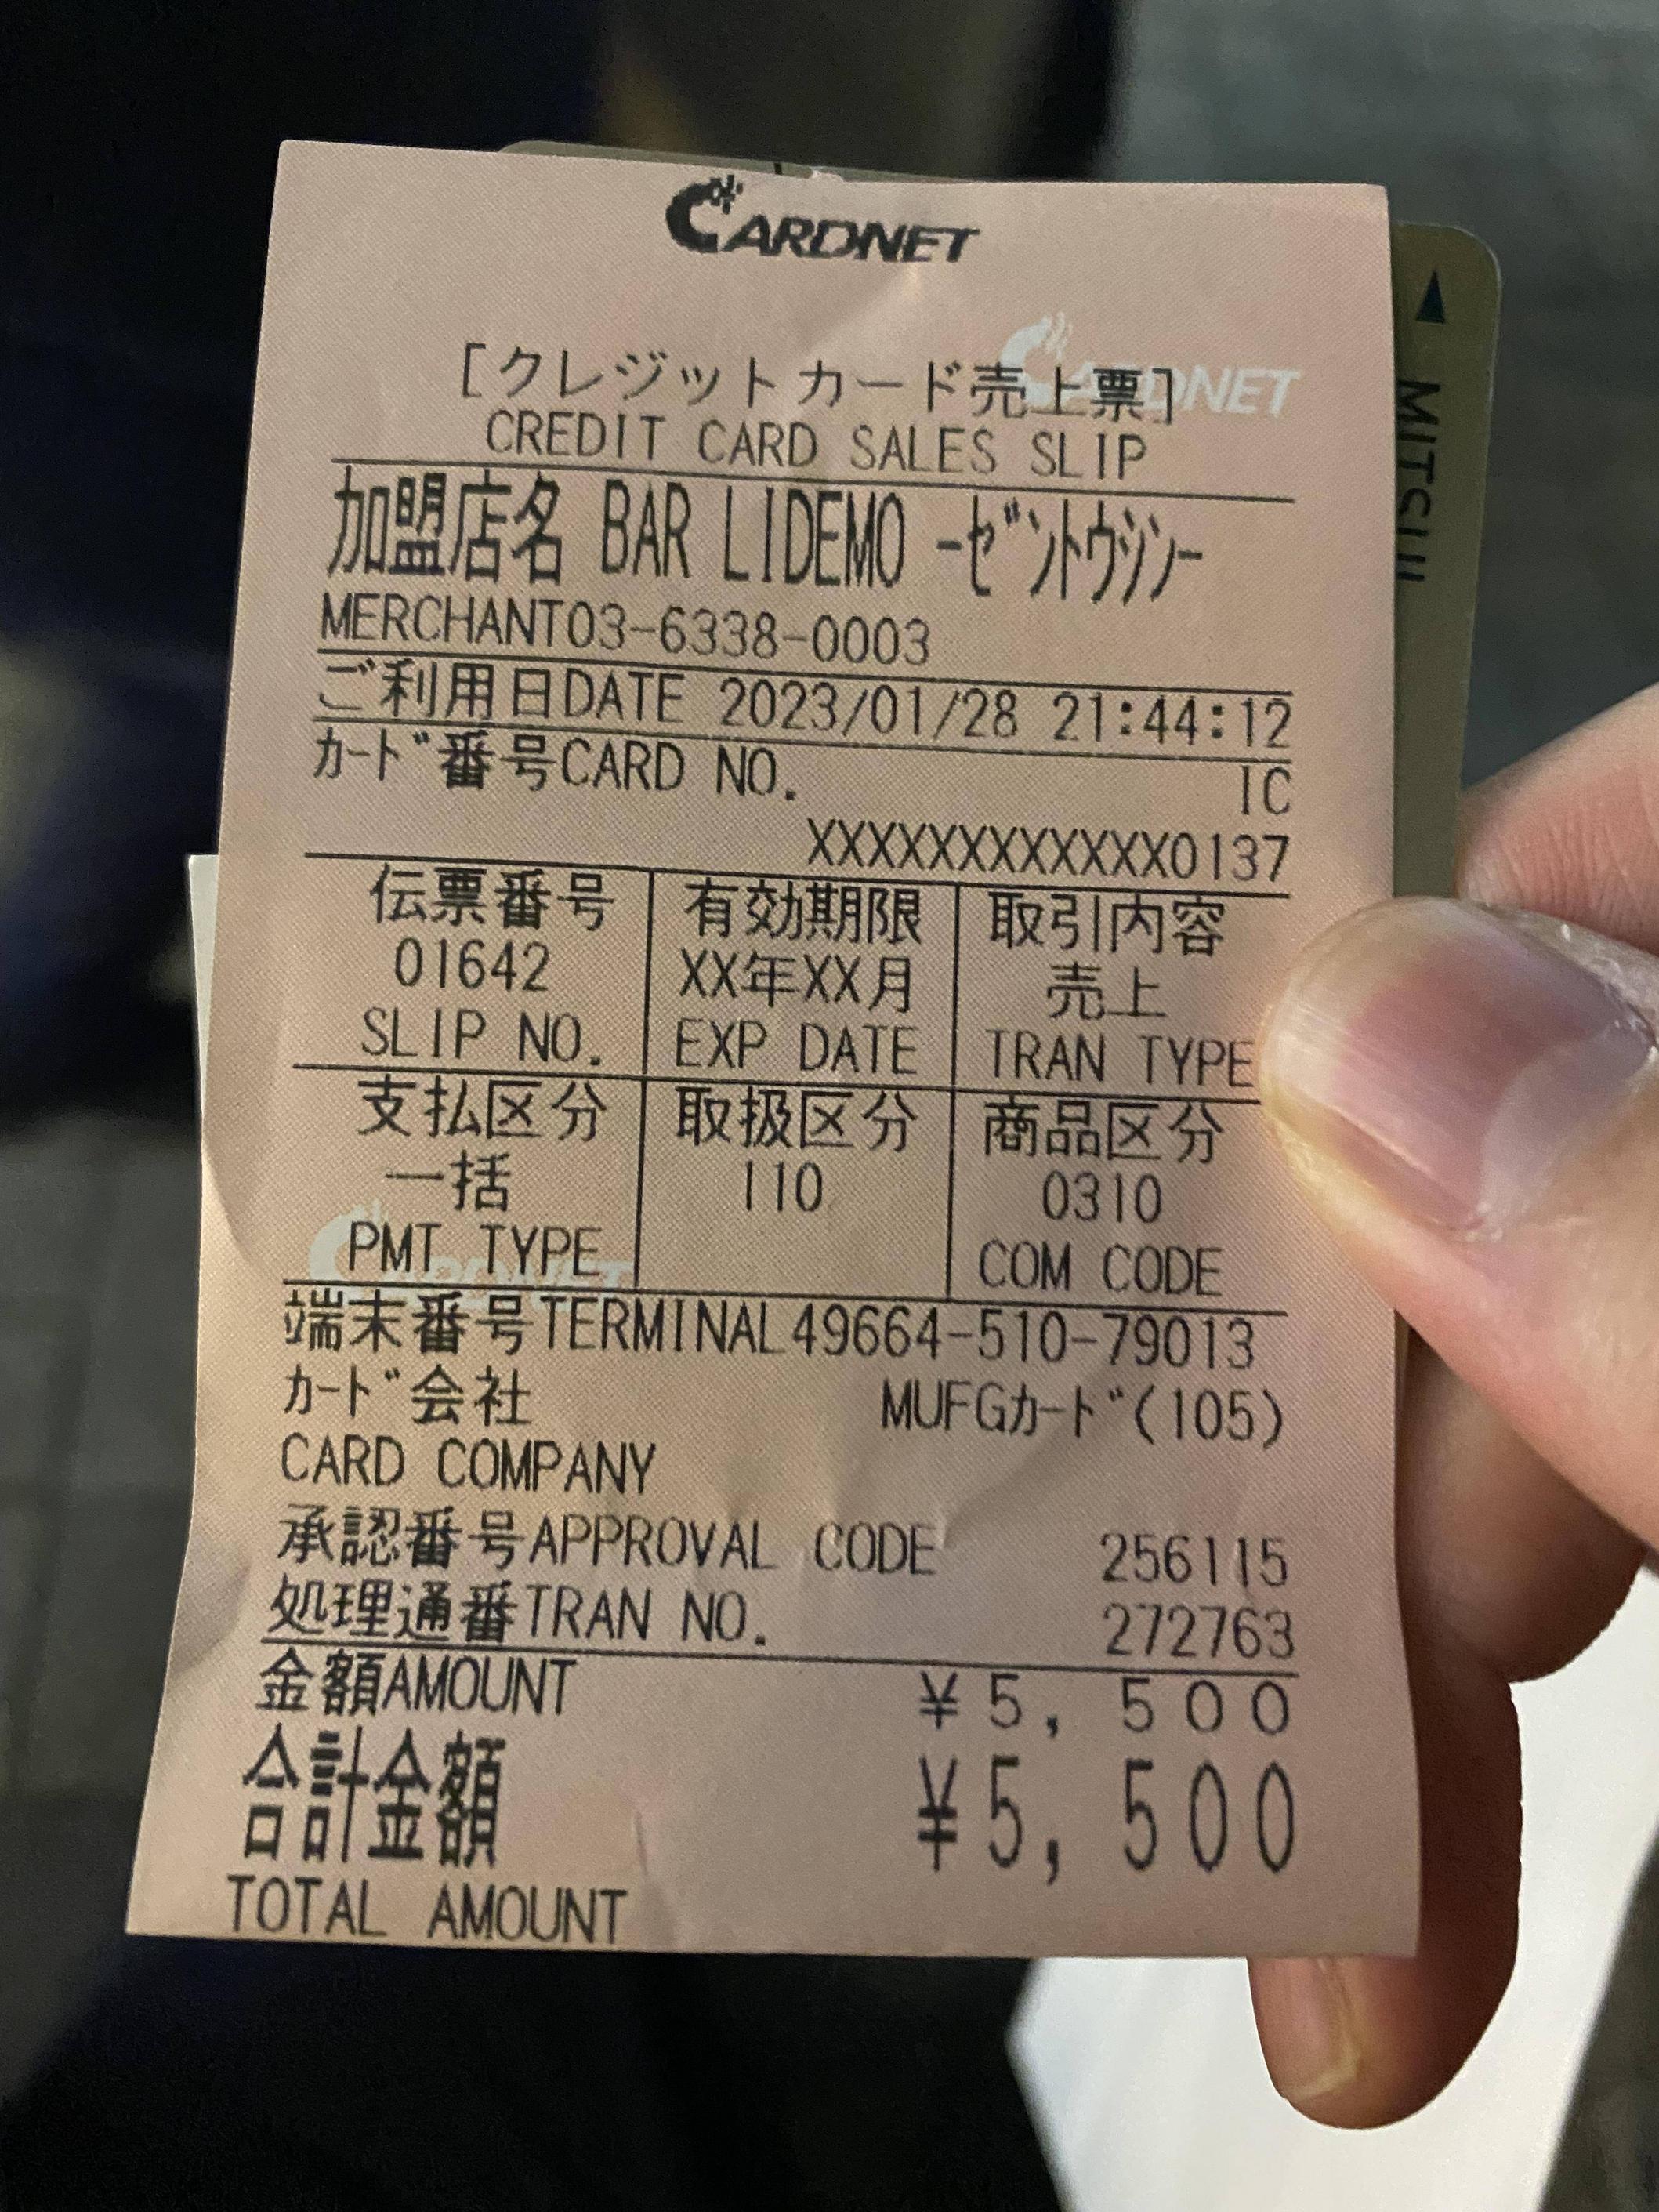 CARDNET
[クレジットカード売上票]
CREDIT CARD SALES SLIP
加盟店名 BAR LIDEMO -ｾﾞﾝﾄｳｼﾝ-
MERCHANT03-6338-0003
ご利用日DATE 2023/01/28 21:44:12
ｶｰﾄﾞ番号CARD NO. IC
XXXXXXXXXXXX0137
伝票番号 有効期限 取引内容
01642 XX年XX月 売上
SLIP NO. EXP DATE TRAN TYPE
支払区分 取扱区分 商品区分
一括 110 0310
PMT TYPE COM CODE
端末番号TERMINAL49664-510-79013
ｶｰﾄﾞ会社 MUFGｶｰﾄﾞ(105)
CARD COMPANY
承認番号APPROVAL CODE 256115
処理通番TRAN NO. 272763
金額AMOUNT ¥5,500
合計金額 ¥5,500
TOTAL AMOUNT
CARDNET
CARDNET
MITSUI